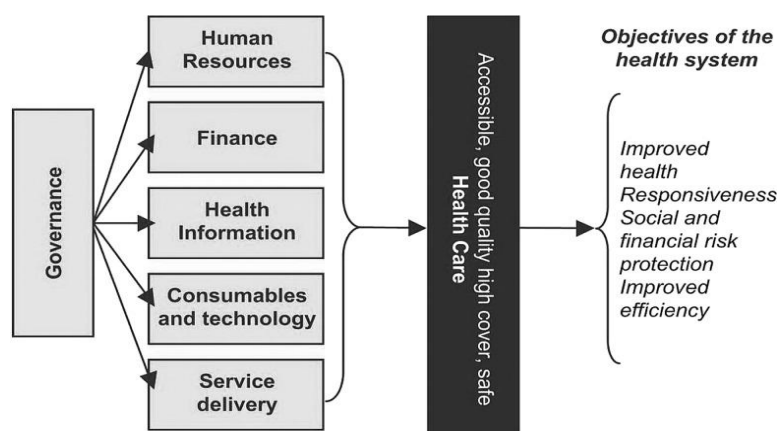 Governance
Human
Resources
Finance
Health
Information
Consumables
and technology
Service
delivery
Accessible, good quality high cover, safe
Health Care
Objectives of the
health system
Improved
health
Responsiveness
Social and
financial risk
protection
Improved
efficiency